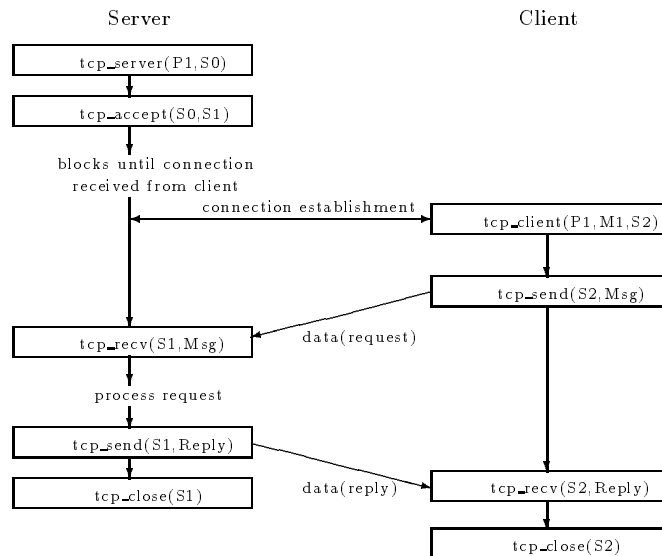 Server
Client
tcp_server(P1,S0)
tcp_accept(S0,S1)
blocks until connection
received from client
connection establishment
tcp_client(P1,M1,S2)
tcp_send(S2,Msg)
data(request)
tcp_recv(S1,Msg)
process request
tcp_send(S1,Reply)
data(reply)
tcp_recv(S2,Reply)
tcp_close(S1)
tcp_close(S2)